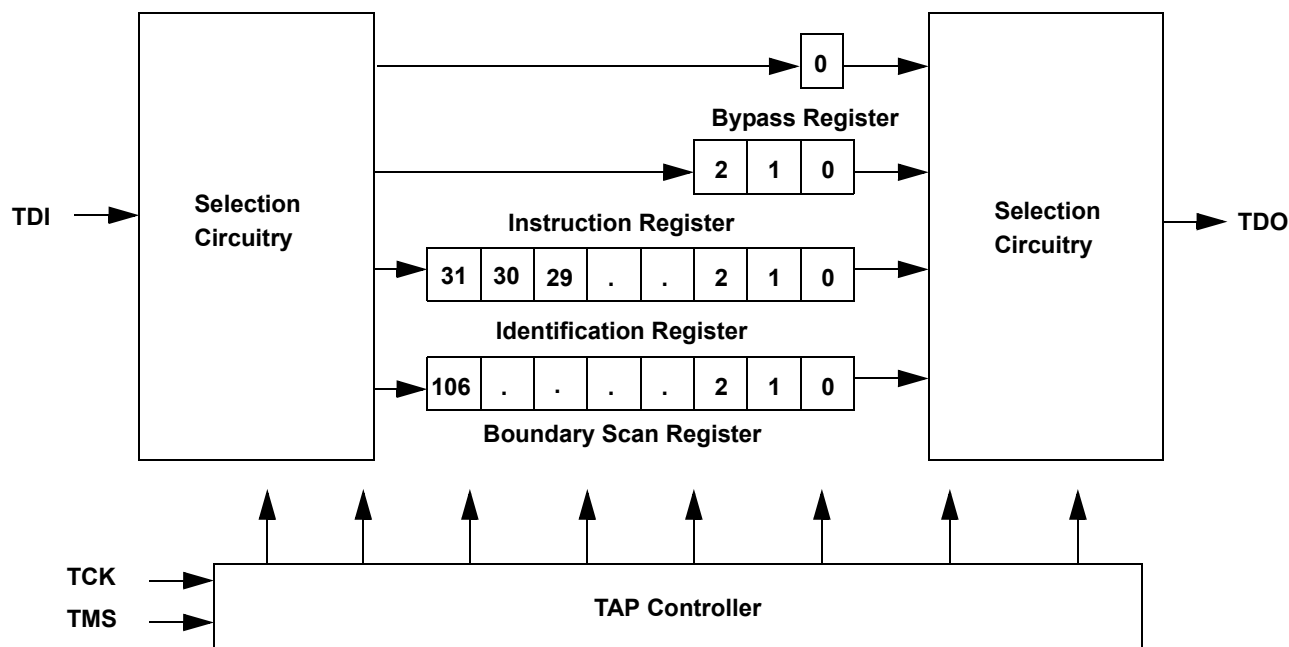 0
Bypass Register
2 1 0
TDI
Selection
Circuitry
Instruction Register
Selection
Circuitry
TDO
31 30 29 . . 2 1 0
Identification Register
106 . . . . 2 1 0
Boundary Scan Register
TCK
TMS
TAP Controller